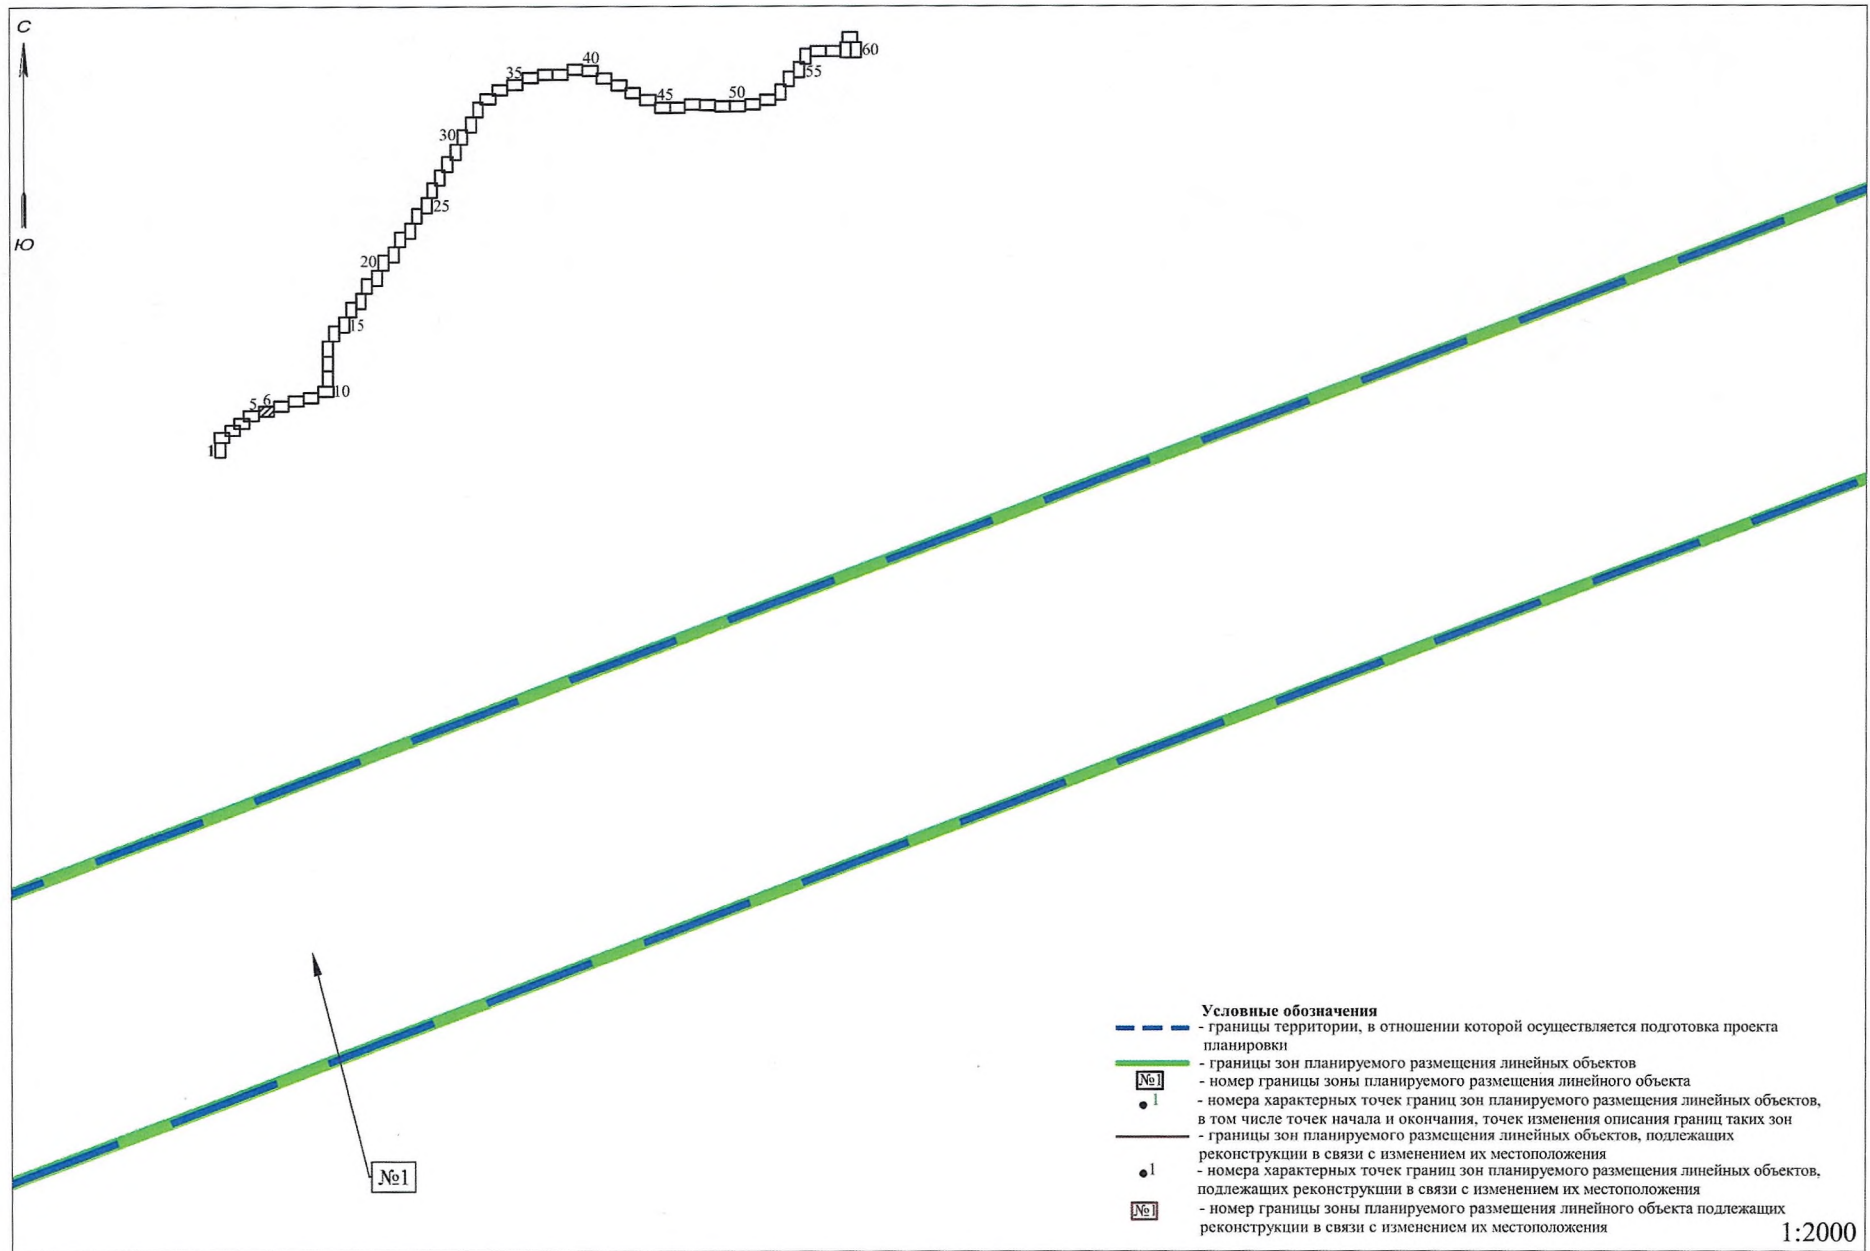 С
Ю
1
5
6
10
15
20
25
30
35
40
45
50
55
60
№1
Условные обозначения
- границы территории, в отношении которой осуществляется подготовка проекта
планировки
- границы зон планируемого размещения линейных объектов
№1 - номер границы зоны планируемого размещения линейного объекта
1 - номера характерных точек границ зон планируемого размещения линейных объектов,
в том числе точек начала и окончания, точек изменения описания границ таких зон
- границы зон планируемого размещения линейных объектов, подлежащих
реконструкции в связи с изменением их местоположения
1 - номера характерных точек границ зон планируемого размещения линейных объектов,
подлежащих реконструкции в связи с изменением их местоположения
№1 - номер границы зоны планируемого размещения линейного объекта подлежащих
реконструкции в связи с изменением их местоположения
1:2000